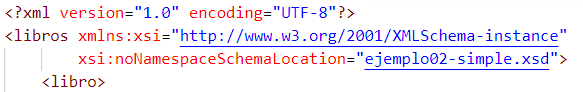 <?xml version="1.0" encoding="UTF-8"?>
<libros xmlns:xsi="http://www.w3.org/2001/XMLSchema-instance"
xsi:noNamespaceSchemaLocation="ejemplo02-simple.xsd">
<libro>